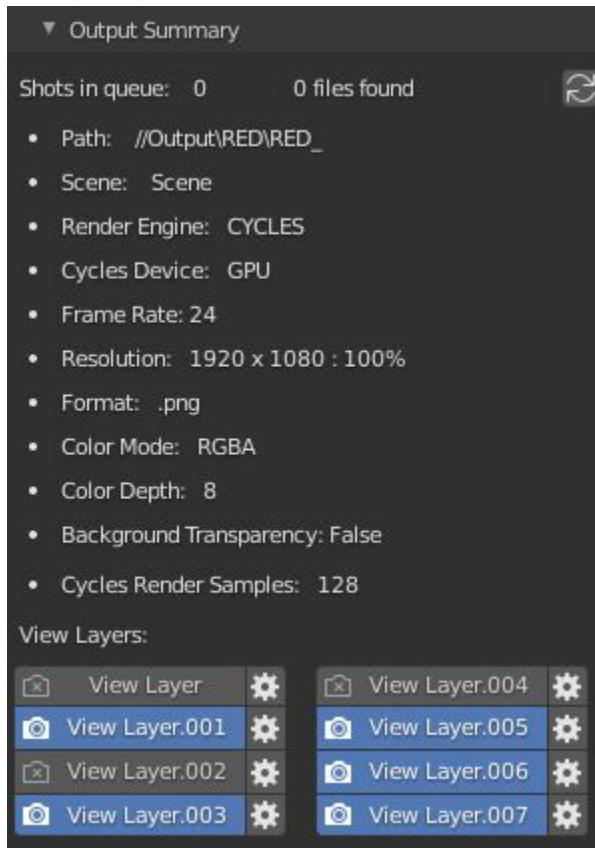 Output Summary
Shots in queue: 0 0 files found
• Path: //Output\RED\RED_
• Scene: Scene
• Render Engine: CYCLES
• Cycles Device: GPU
• Frame Rate: 24
• Resolution: 1920 x 1080 : 100%
• Format: .png
• Color Mode: RGBA
• Color Depth: 8
• Background Transparency: False
• Cycles Render Samples: 128
View Layers:
View Layer View Layer.004
View Layer.001 View Layer.005
View Layer.002 View Layer.006
View Layer.003 View Layer.007